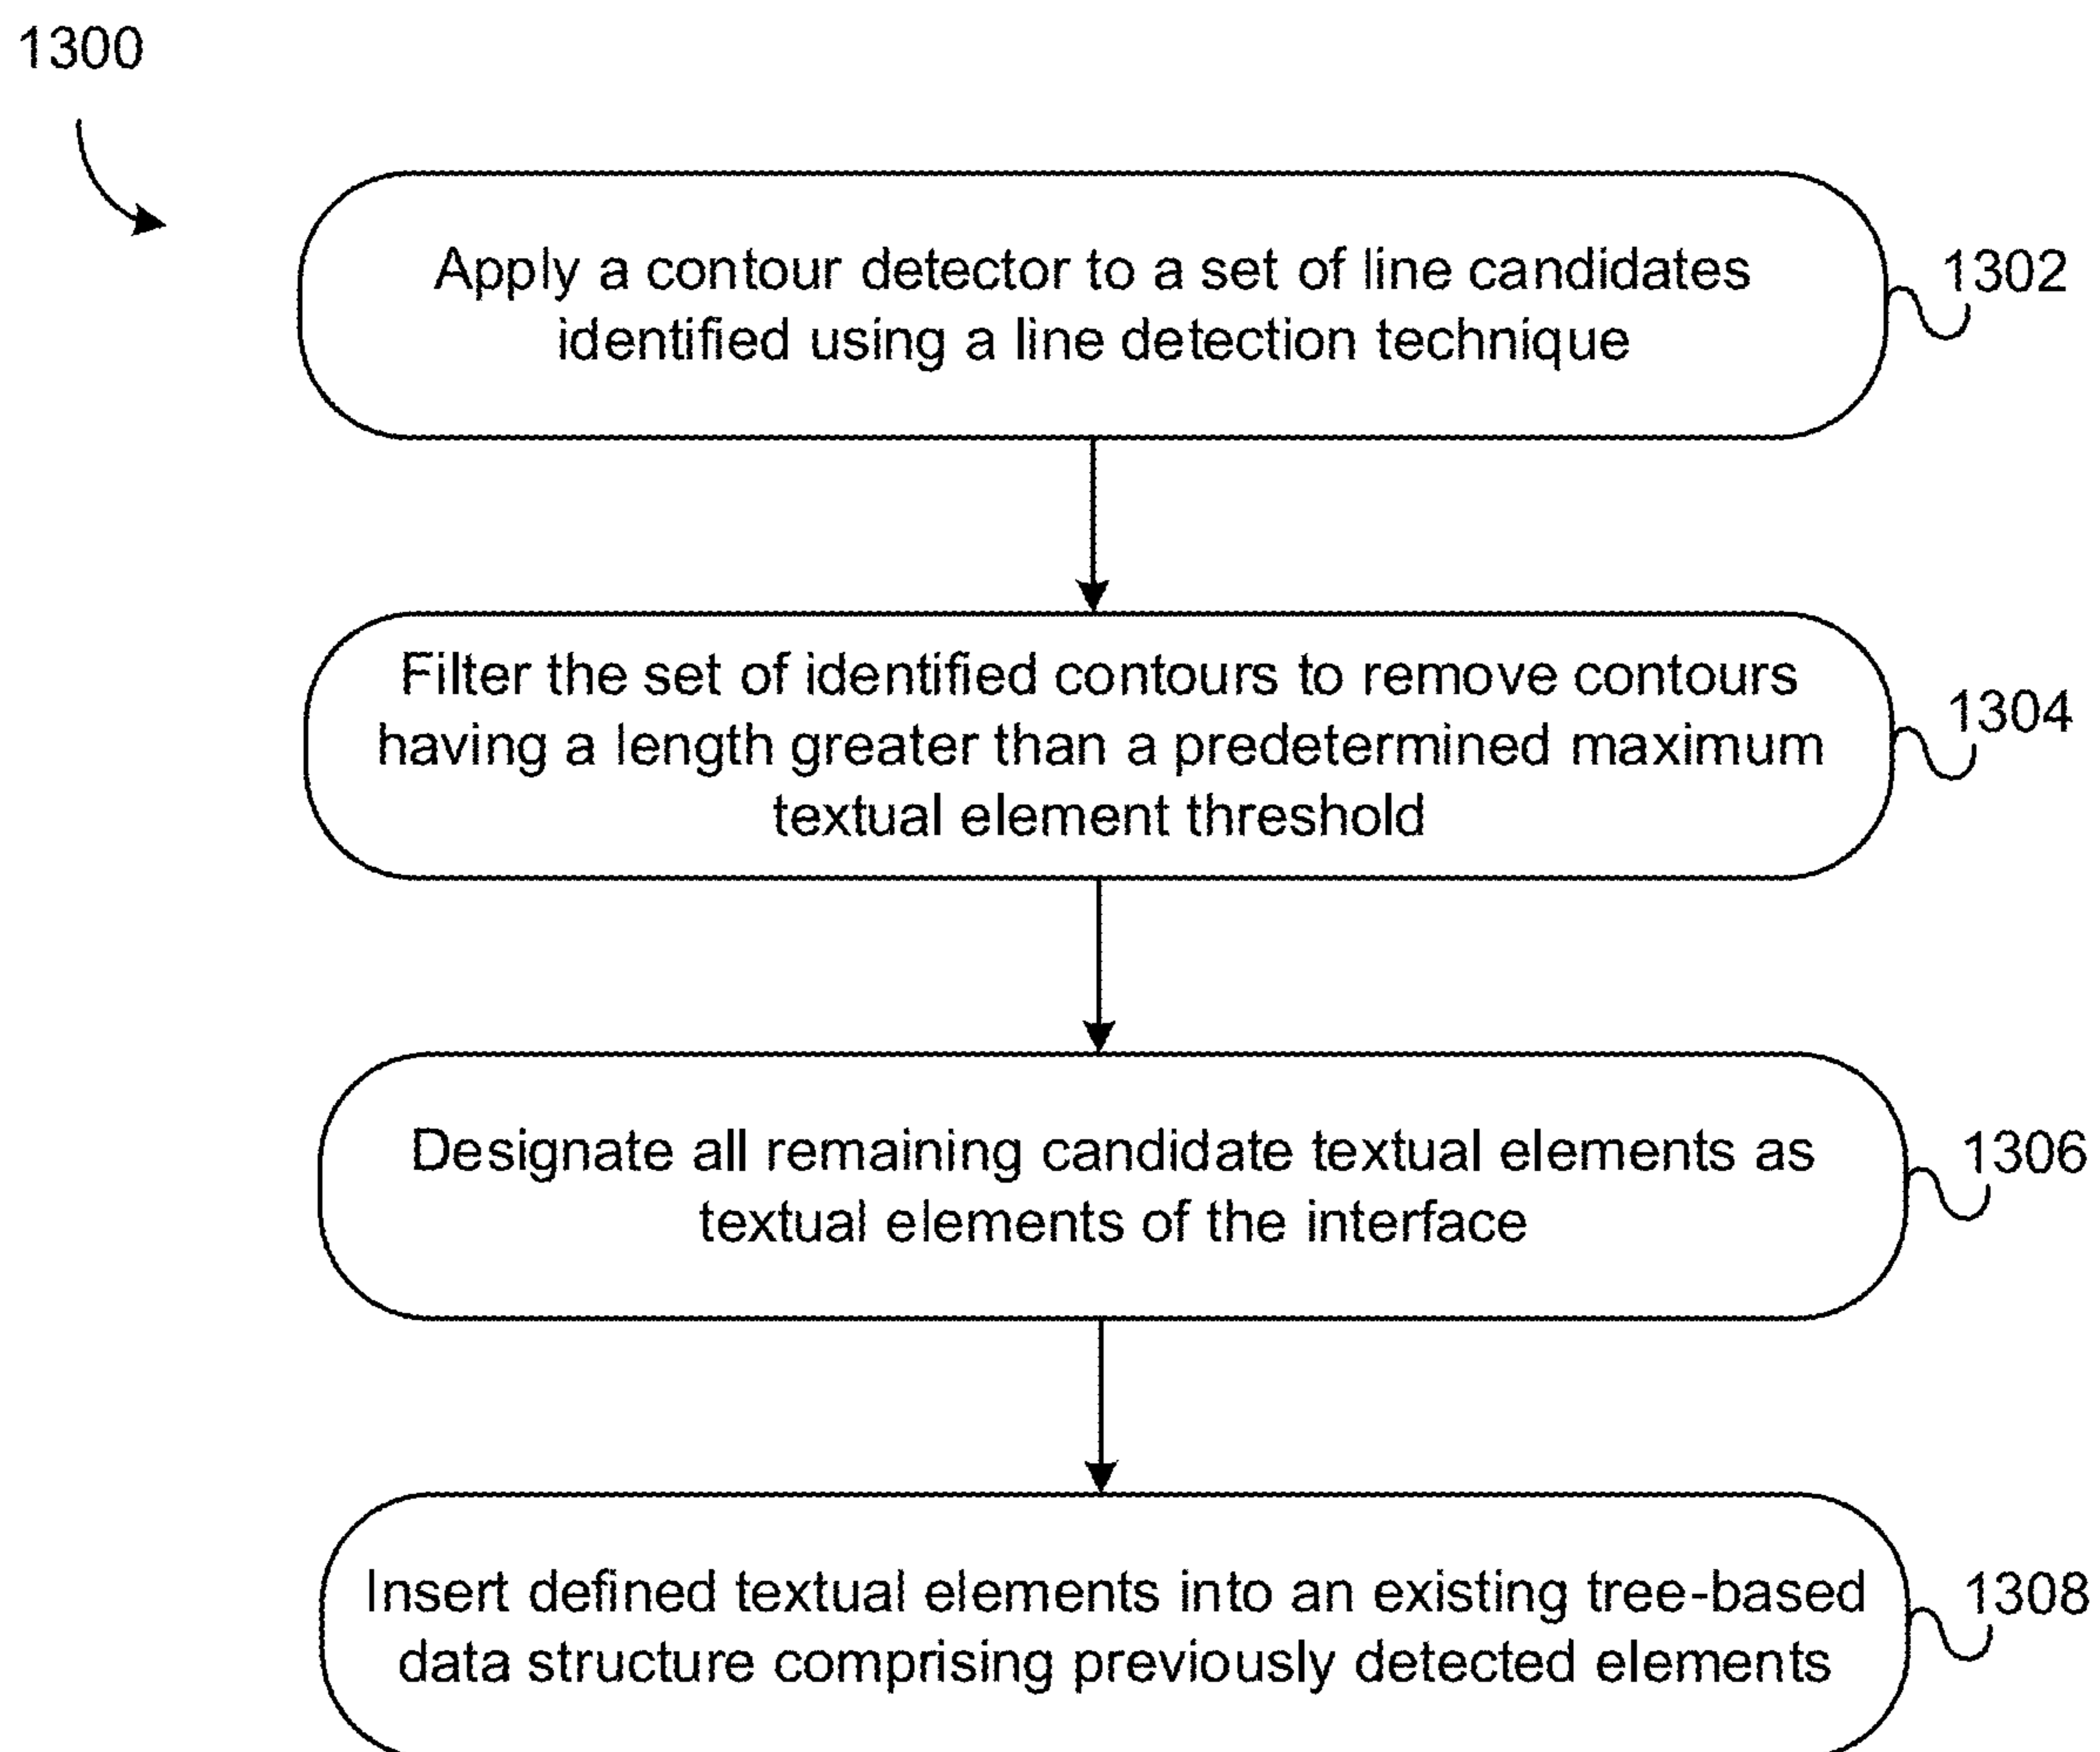 1300
Apply a contour detector to a set of line candidates
identified using a line detection technique
1302
Filter the set of identified contours to remove contours
having a length greater than a predetermined maximum
textual element threshold
1304
Designate all remaining candidate textual elements as
textual elements of the interface
1306
Insert defined textual elements into an existing tree-based
data structure comprising previously detected elements
1308